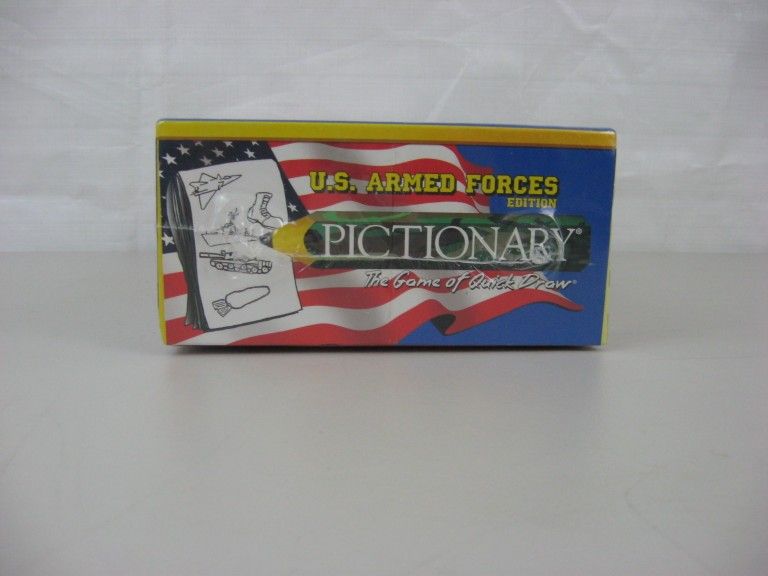 U.S. ARMED FORCES
EDITION
PICTIONARY®
The Game of Quick Draw®